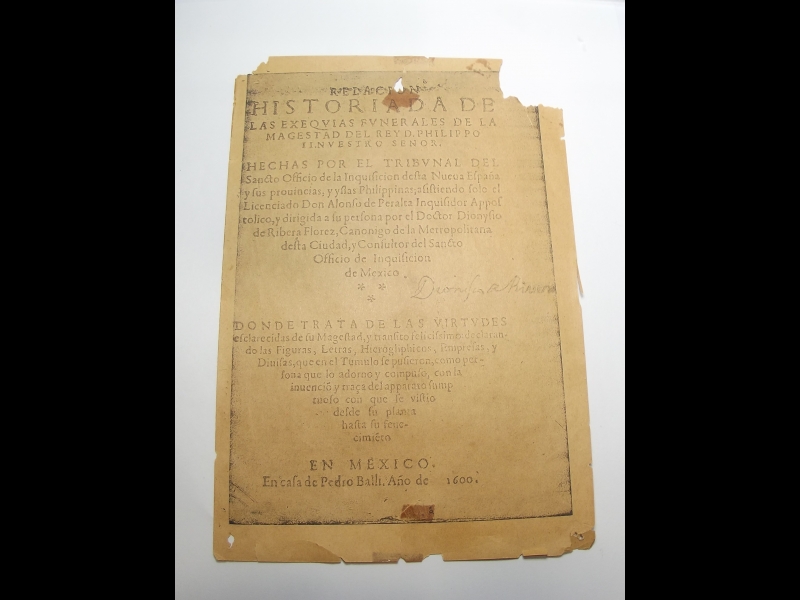 HISTORIADA DE
LAS EXEQVIAS FVNERALES DE LA
MAGESTAD DEL REY D. PHILIPPO
II NVESTRO SEÑOR.
HECHAS POR EL TRIBVNAL DEL
Sancto Officio de la Inquisicion desta Nueua España
y sus prouincias, y yslas Philippinas, asistiendo solo el
Licenciado Don Alonso de Peralta Inquisidor Appos
tolico, y dirigida a su persona por el Doctor Dionysio
de Ribera Florez, Canonigo de la Metropolitana
desta Ciudad, y Consultor del Sancto
Officio de Inquisicion
de Mexico.
DONDE TRATA DE LAS VIRTVDES
esclarecidas de su Magestad, y transito felicissimo: declaran-
do las Figuras, Letras, Hieroglyphicos, Empresas, y
Diuisas, que en el Tumulo se pusieron, como per-
sona que lo adorno y compuso, con la
inuenciõ y traça del apparato sump
tuoso con que se vistio
desde su planta
hasta su fene-
cimiẽto
EN MEXICO.
En casa de Pedro Balli. Año de 1600.